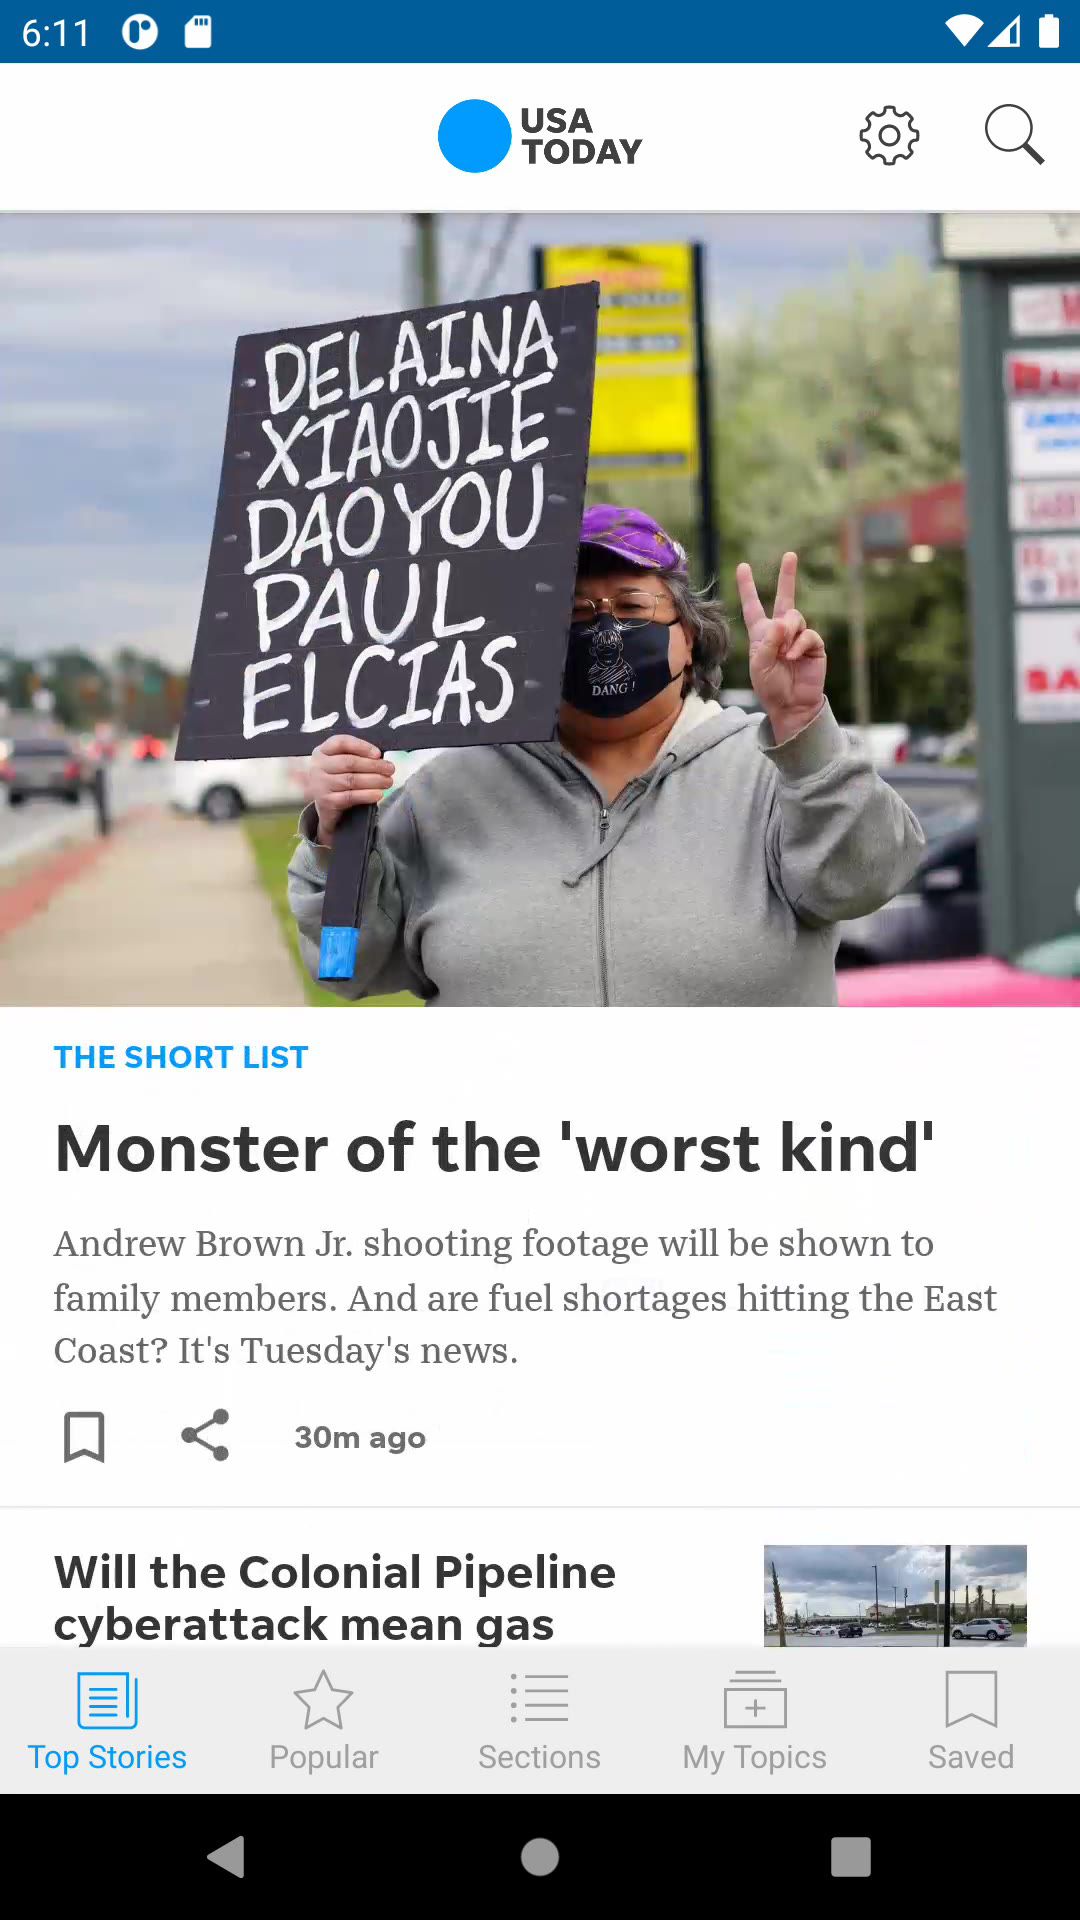 6:11
USA
TODAY
DELAINA
XIAOJIE
DAOYOU
PAUL
ELCIAS
DANG!
THE SHORT LIST
Monster of the 'worst kind'
Andrew Brown Jr. shooting footage will be shown to
family members. And are fuel shortages hitting the East
Coast? It's Tuesday's news.
30m ago
Will the Colonial Pipeline
cyberattack mean gas
Top Stories
Popular
Sections
My Topics
Saved